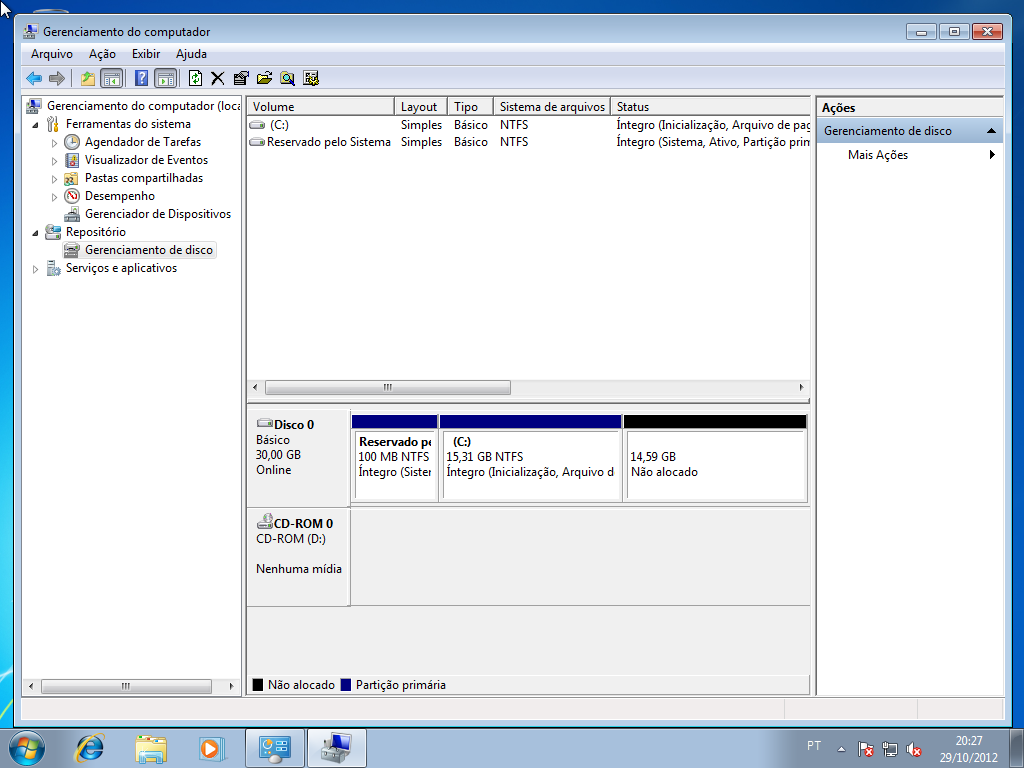 Gerenciamento do computador
Arquivo Ação Exibir Ajuda
Gerenciamento do computador (loca
Ferramentas do sistema
Agendador de Tarefas
Visualizador de Eventos
Pastas compartilhadas
Desempenho
Gerenciador de Dispositivos
Repositório
Gerenciamento de disco
Serviços e aplicativos
Volume Layout Tipo Sistema de arquivos Status
(C:) Simples Básico NTFS Íntegro (Inicialização, Arquivo de pag
Reservado pelo Sistema Simples Básico NTFS Íntegro (Sistema, Ativo, Partição prim
Disco 0
Básico
30,00 GB
Online
Reservado pe
100 MB NTFS
Íntegro (Sister
(C:)
15,31 GB NTFS
Íntegro (Inicialização, Arquivo d
14,59 GB
Não alocado
CD-ROM 0
CD-ROM (D:)
Nenhuma mídia
Não alocado Partição primária
Ações
Gerenciamento de disco
Mais Ações
PT
20:27
29/10/2012